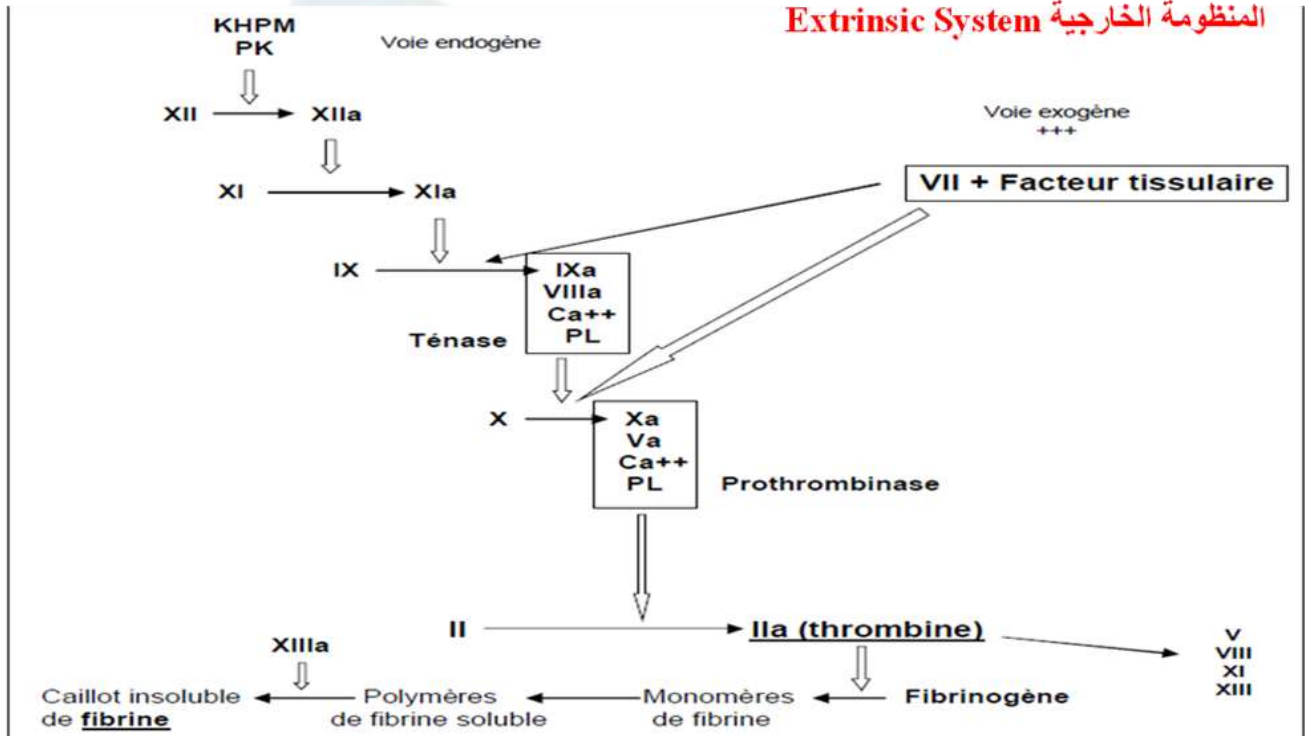 المنظومة الخارجية Extrinsic System
KHPM
PK
Voie endogène
XII
XIIa
Voie exogène
+++
VII + Facteur tissulaire
XI
XIa
IX
IXa
VIIIa
Ca++
PL
Ténase
X
Xa
Va
Ca++
PL
Prothrombinase
II
IIa (thrombine)
V
VIII
XI
XIII
XIIIa
Caillot insoluble
de fibrine
Polymères
de fibrine soluble
Monomères
de fibrine
Fibrinogène